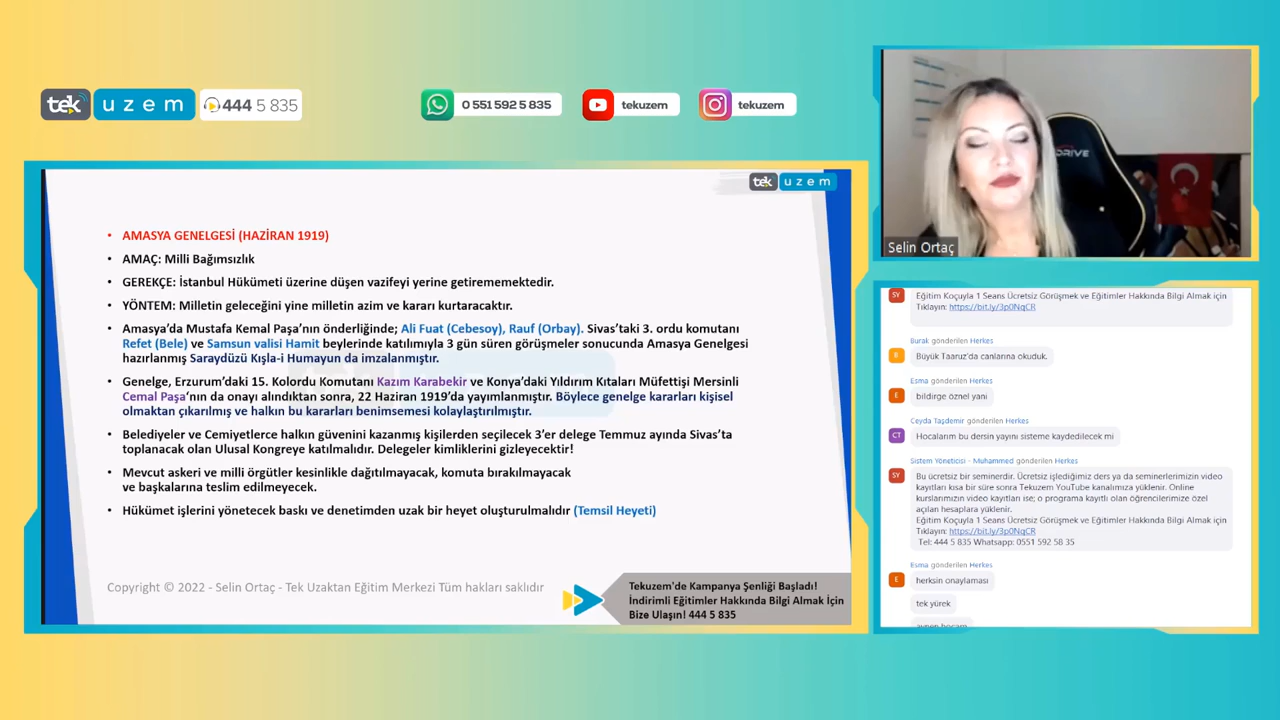 tek uzem
444 5 835
0 551 592 5 835
tekuzem
tekuzem
tek uzem
• AMASYA GENELGESİ (HAZİRAN 1919)
• AMAÇ: Milli Bağımsızlık
• GEREKÇE: İstanbul Hükümeti üzerine düşen vazifeyi yerine getirememektedir.
• YÖNTEM: Milletin geleceğini yine milletin azim ve kararı kurtaracaktır.
• Amasya’da Mustafa Kemal Paşa’nın önderliğinde; Ali Fuat (Cebesoy), Rauf (Orbay). Sivas’taki 3. ordu komutanı
Refet (Bele) ve Samsun valisi Hamit beylerinde katılımıyla 3 gün süren görüşmeler sonucunda Amasya Genelgesi
hazırlanmış Saraydüzü Kışla-i Humayun da imzalanmıştır.
• Genelge, Erzurum’daki 15. Kolordu Komutanı Kazım Karabekir ve Konya’daki Yıldırım Kıtaları Müfettişi Mersinli
Cemal Paşa‘nın da onayı alındıktan sonra, 22 Haziran 1919’da yayımlanmıştır. Böylece genelge kararları kişisel
olmaktan çıkarılmış ve halkın bu kararları benimsemesi kolaylaştırılmıştır.
• Belediyeler ve Cemiyetlerce halkın güvenini kazanmış kişilerden seçilecek 3’er delege Temmuz ayında Sivas’ta
toplanacak olan Ulusal Kongreye katılmalıdır. Delegeler kimliklerini gizleyecektir!
• Mevcut askeri ve milli örgütler kesinlikle dağıtılmayacak, komuta bırakılmayacak
ve başkalarına teslim edilmeyecek.
• Hükümet işlerini yönetecek baskı ve denetimden uzak bir heyet oluşturulmalıdır (Temsil Heyeti)
Copyright © 2022 - Selin Ortaç - Tek Uzaktan Eğitim Merkezi Tüm hakları saklıdır
Tekuzem'de Kampanya Şenliği Başladı!
İndirimli Eğitimler Hakkında Bilgi Almak İçin
Bize Ulaşın! 444 5 835
DRIVE
Selin Ortaç
SY
Eğitim Koçuyla 1 Seans Ücretsiz Görüşmek ve Eğitimler Hakkında Bilgi Almak için
Tıklayın: https://bit.ly/3p0NqCR
Burak gönderilen Herkes
B
Büyük Taaruz'da canlarına okuduk.
Esma gönderilen Herkes
E
bildirge öznel yani
Ceyda Taşdemir gönderilen Herkes
CT
Hocalarım bu dersin yayını sisteme kaydedilecek mi
Sistem Yöneticisi - Muhammed gönderilen Herkes
SY
Bu ücretsiz bir seminerdir. Ücretsiz işlediğimiz ders ya da seminerlerimizin video
kayıtları kısa bir süre sonra Tekuzem YouTube kanalımıza yüklenir. Online
kurslarımızın video kayıtları ise; o programa kayıtlı olan öğrencilerimize özel
açılan hesaplara yüklenir.
Eğitim Koçuyla 1 Seans Ücretsiz Görüşmek ve Eğitimler Hakkında Bilgi Almak için
Tıklayın: https://bit.ly/3p0NqCR
Tel: 444 5 835 Whatsapp: 0551 592 58 35
Esma gönderilen Herkes
E
herksin onaylaması
tek yürek
aynen hocam